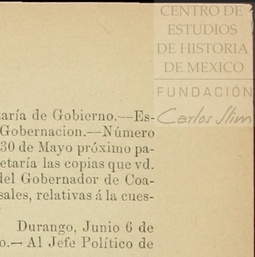 CENTRO DE
ESTUDIOS
DE HISTORIA
DE MEXICO
FUNDACIÓN
Carlos Slim
taría de Gobierno.—Es-
Gobernacion.—Número
30 de Mayo próximo pa-
etaría las copias que vd.
del Gobernador de Coa-
sales, relativas á la cues-
Durango, Junio 6 de
o.— Al Jefe Político de